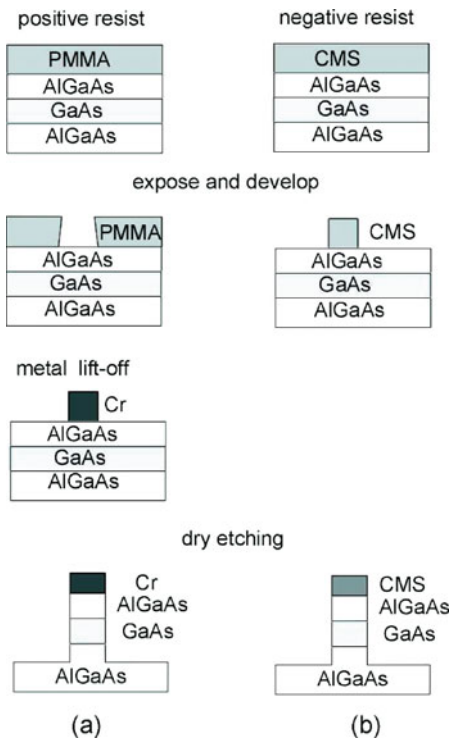 positive resist
negative resist
PMMA
AlGaAs
GaAs
AlGaAs
CMS
AlGaAs
GaAs
AlGaAs
expose and develop
PMMA
AlGaAs
GaAs
AlGaAs
CMS
AlGaAs
GaAs
AlGaAs
metal lift-off
Cr
AlGaAs
GaAs
AlGaAs
dry etching
Cr
AlGaAs
GaAs
AlGaAs
CMS
AlGaAs
GaAs
AlGaAs
(a)
(b)